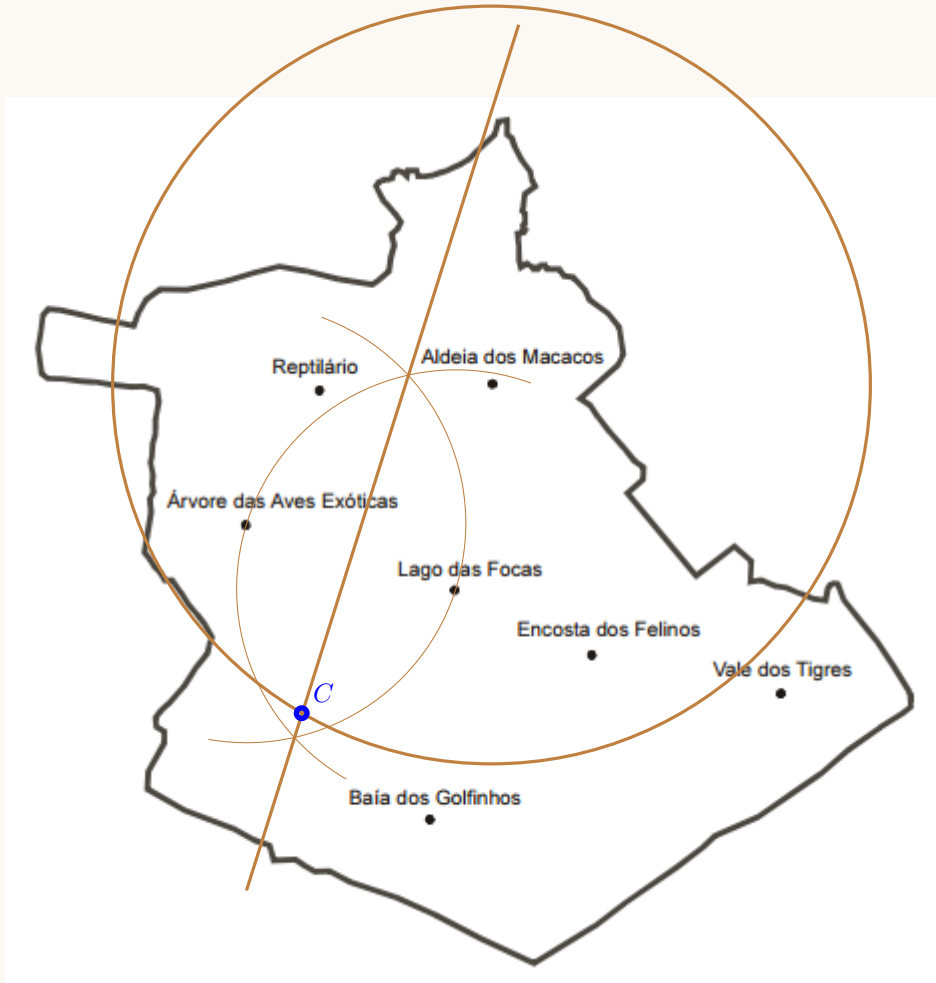 Aldeia dos Macacos
Reptilário
Árvore das Aves Exóticas
Lago das Focas
Encosta dos Felinos
Vale dos Tigres
C
Baía dos Golfinhos